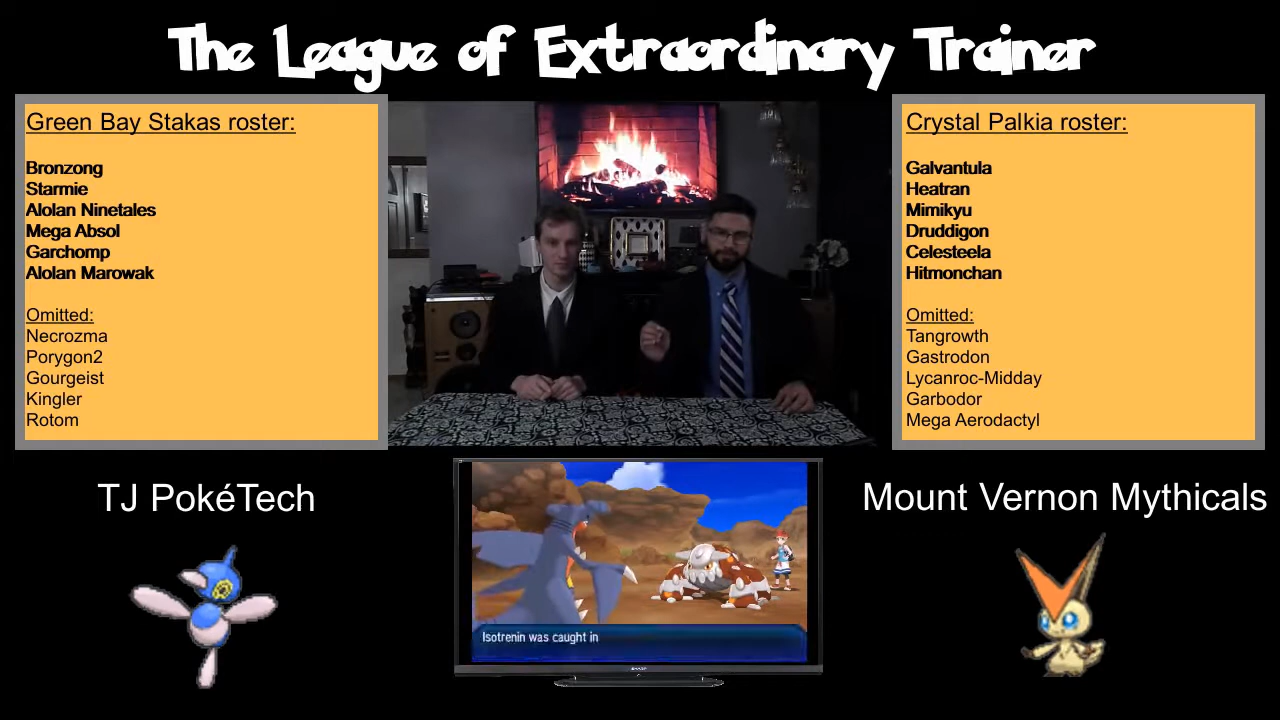 The League of Extraordinary Trainer
Green Bay Stakas roster:
Bronzong
Starmie
Alolan Ninetales
Mega Absol
Garchomp
Alolan Marowak
Omitted:
Necrozma
Porygon2
Gourgeist
Kingler
Rotom
Crystal Palkia roster:
Galvantula
Heatran
Mimikyu
Druddigon
Celesteela
Hitmonchan
Omitted:
Tangrowth
Gastrodon
Lycanroc-Midday
Garbodor
Mega Aerodactyl
TJ PokéTech
Mount Vernon Mythicals
Isotrenin was caught in
SHARP